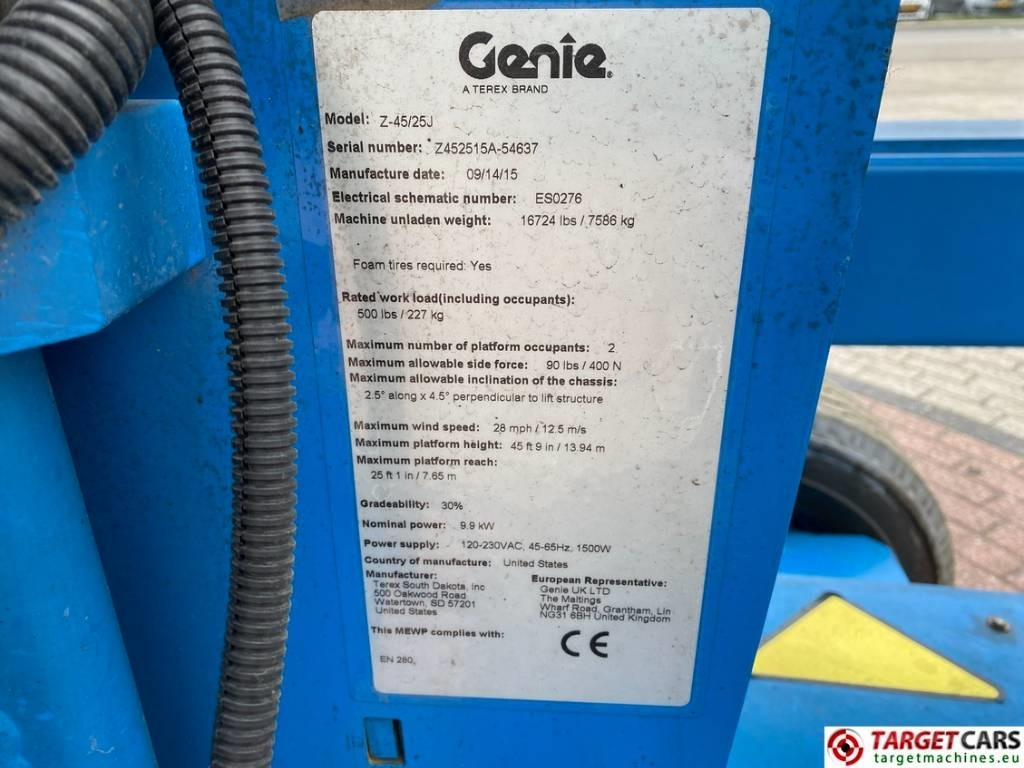 Genie
A TEREX BRAND
Model: Z-45/25J
Serial number: Z452515A-54637
Manufacture date: 09/14/15
Electrical schematic number: ES0276
Machine unladen weight: 16724 lbs / 7586 kg
Foam tires required: Yes
Rated work load(including occupants):
500 lbs / 227 kg
Maximum number of platform occupants: 2
Maximum allowable side force: 90 lbs / 400 N
Maximum allowable inclination of the chassis:
2.5° along x 4.5° perpendicular to lift structure
Maximum wind speed: 28 mph / 12.5 m/s
Maximum platform height: 45 ft 9 in / 13.94 m
Maximum platform reach:
25 ft 1 in / 7.65 m
Gradeability: 30%
Nominal power: 9.9 kW
Power supply: 120-230VAC, 45-65Hz, 1500W
Country of manufacture: United States
Manufacturer:
Terex South Dakota, Inc
500 Oakwood Road
Watertown, SD 57201
United States
European Representative:
Genie UK LTD
The Maltings
Wharf Road, Grantham, Lin
NG31 6BH United Kingdom
This MEWP complies with:
CE
EN 280
TARGETCARS
targetmachines.eu